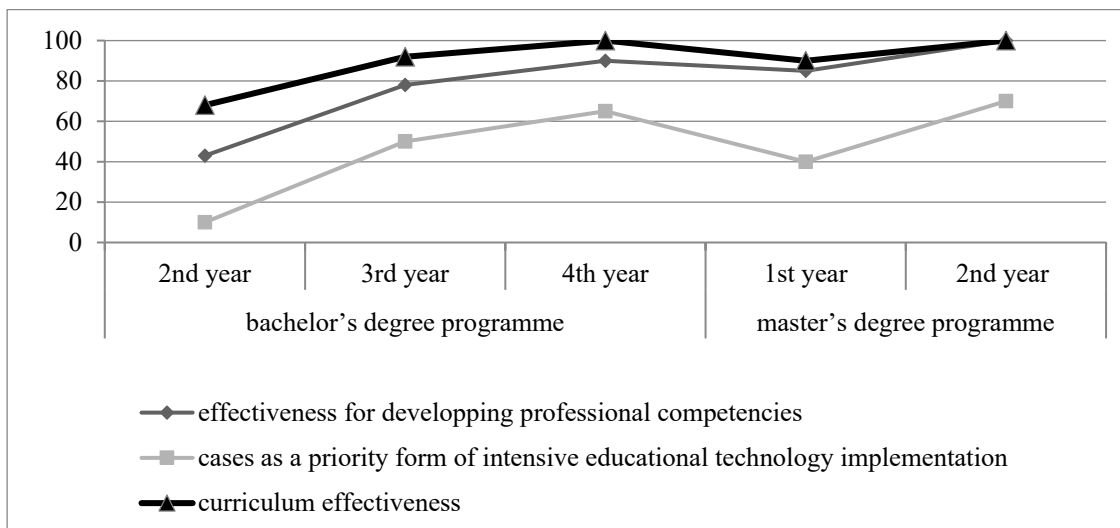 100
80
60
40
20
0
2nd year 3rd year 4th year 1st year 2nd year
bachelor’s degree programme master’s degree programme
effectiveness for developping professional competencies
cases as a priority form of intensive educational technology implementation
curriculum effectiveness